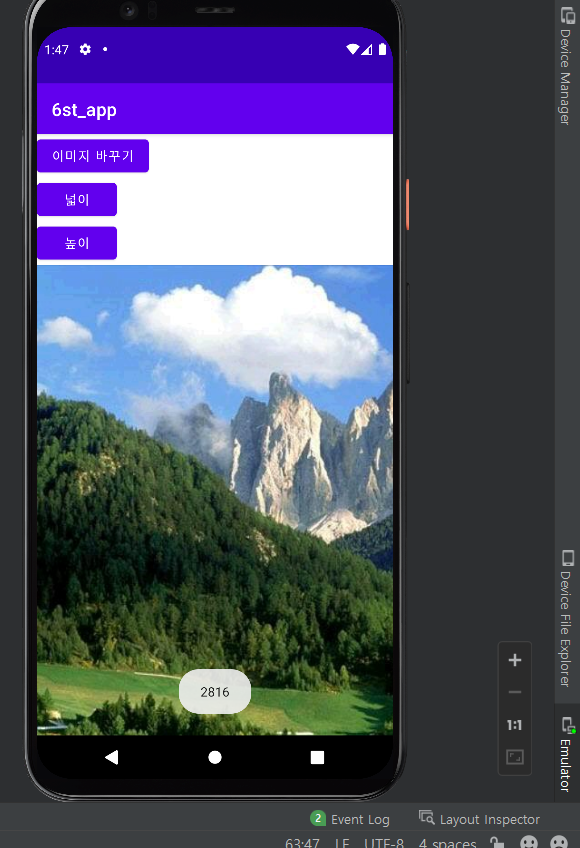 1:47
6st_app
이미지 바꾸기
넓이
높이
2816
1:1
Device Manager
Device File Explorer
Emulator
2 Event Log
Layout Inspector
63:47 LF UTF-8 4 spaces